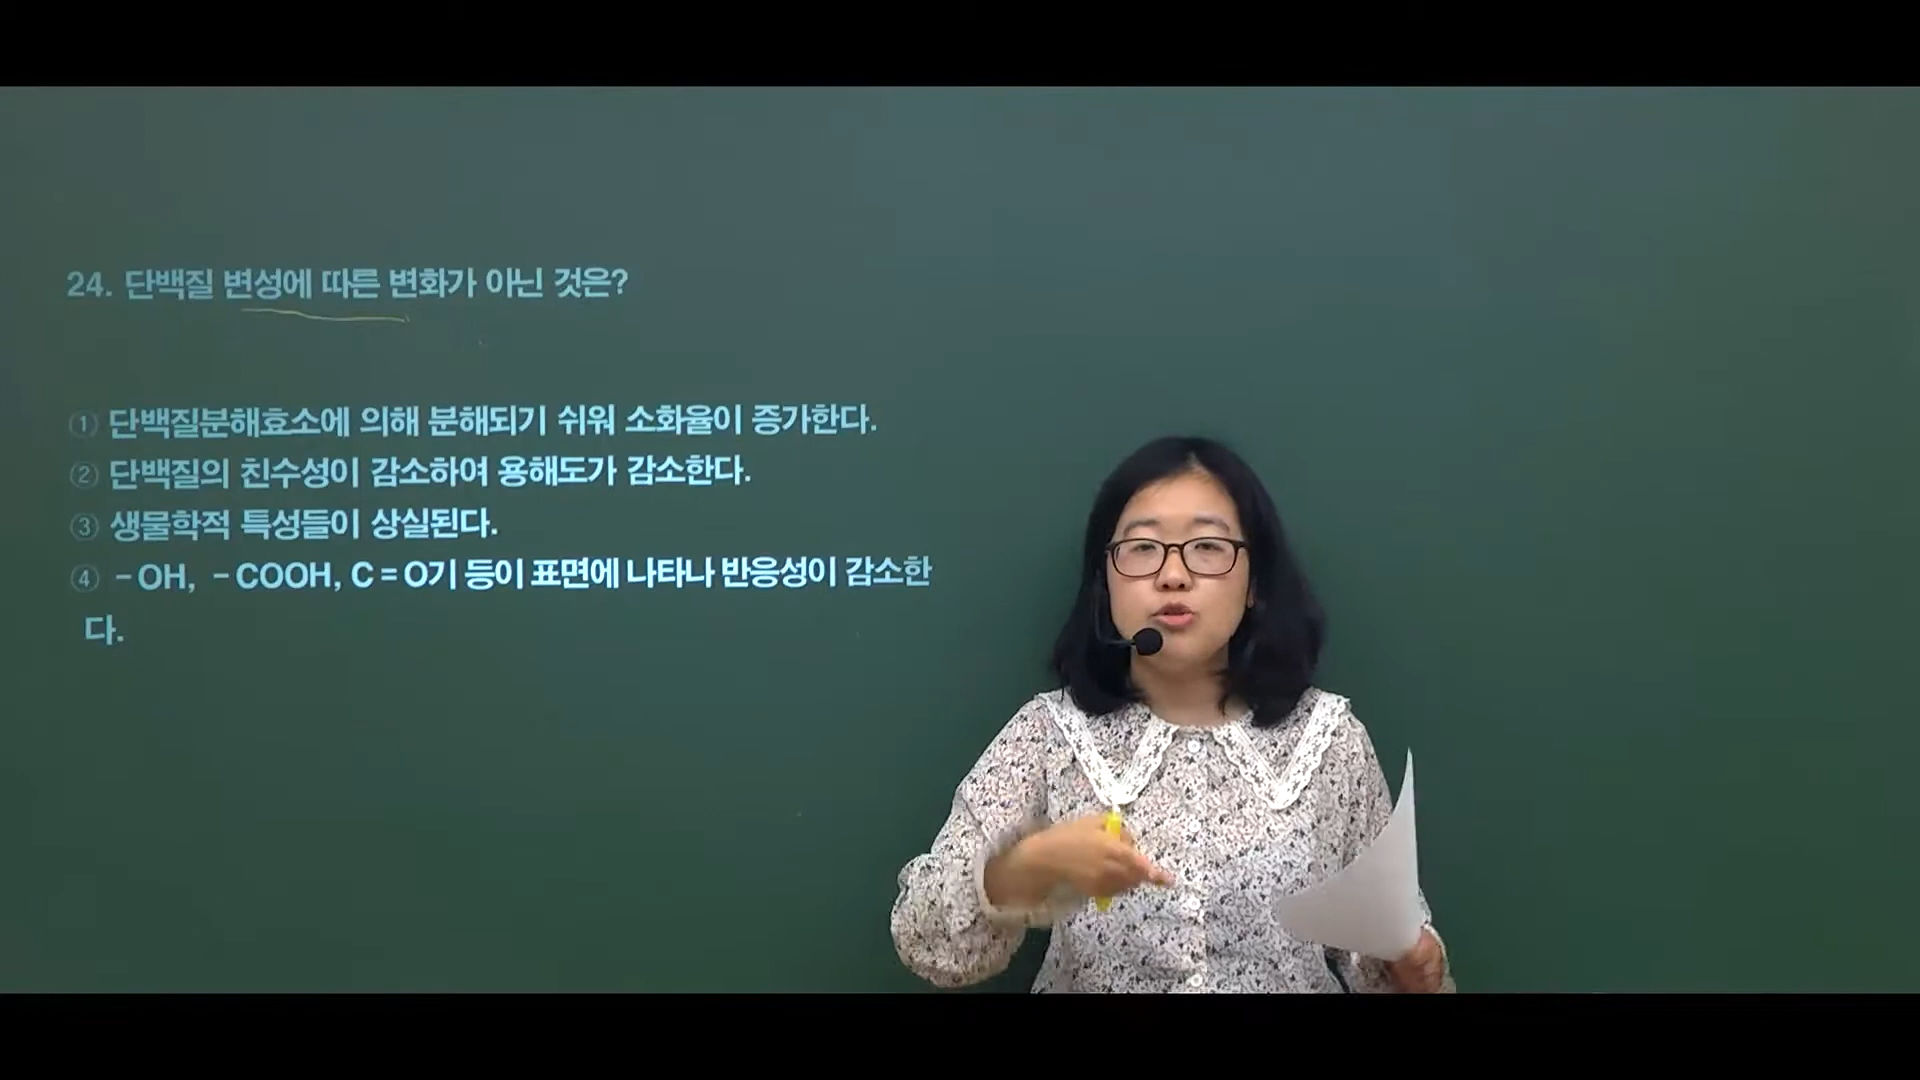 24. 단백질 변성에 따른 변화가 아닌 것은?
① 단백질분해효소에 의해 분해되기 쉬워 소화율이 증가한다.
② 단백질의 친수성이 감소하여 용해도가 감소한다.
③ 생물학적 특성들이 상실된다.
④ －OH, －COOH, C = O기 등이 표면에 나타나 반응성이 감소한
다.